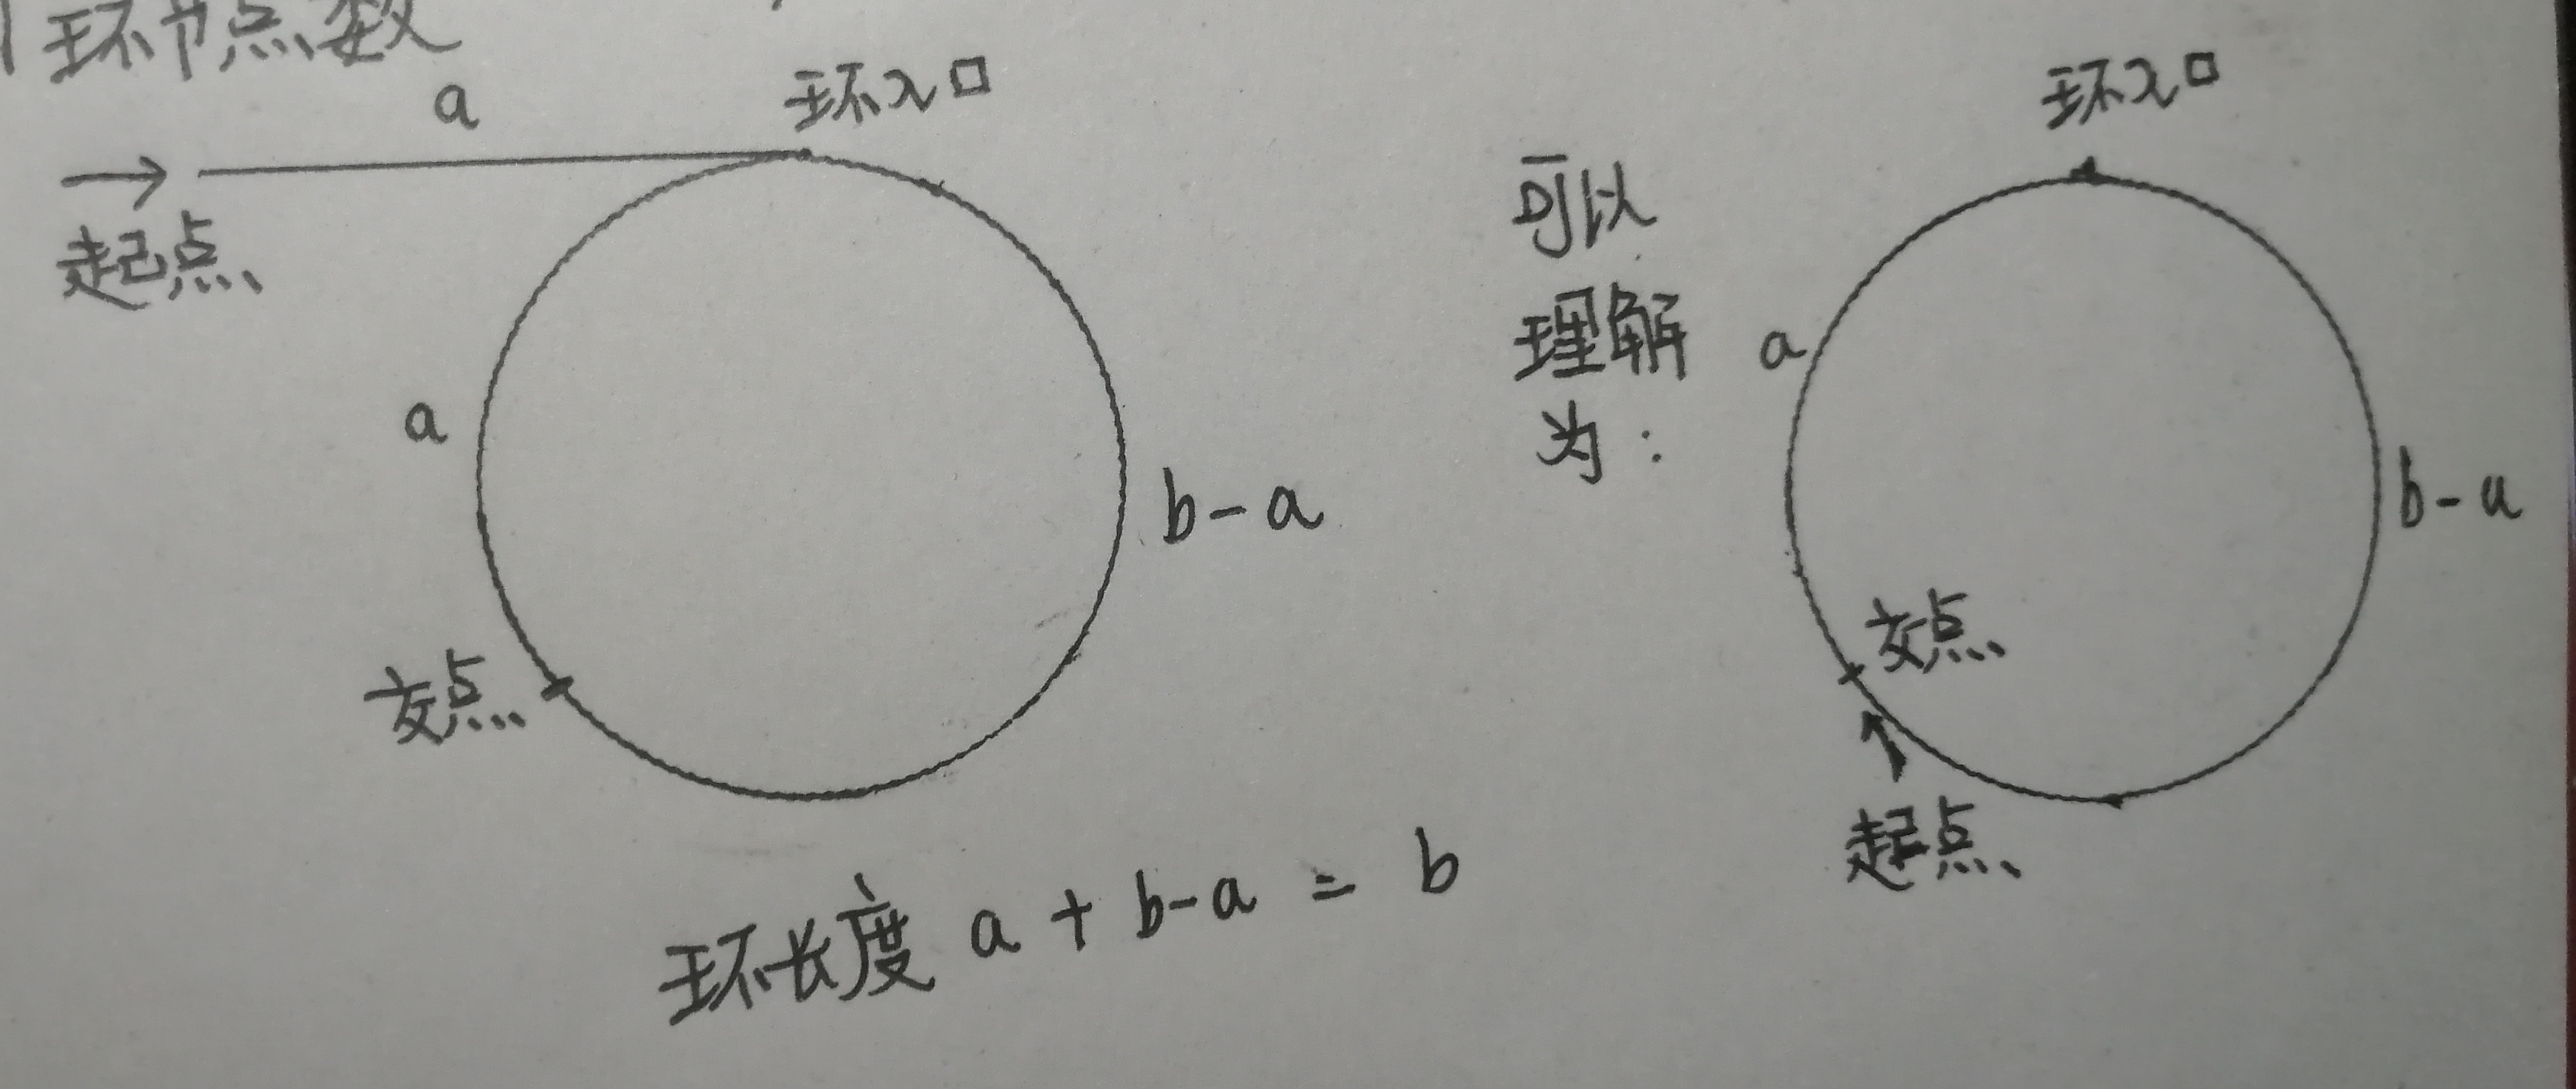 环节点数
a
环入口
起点
a
b-a
交点
环长度 a + b-a = b
可以
理解
为：
环入口
a
b-a
交点
起点